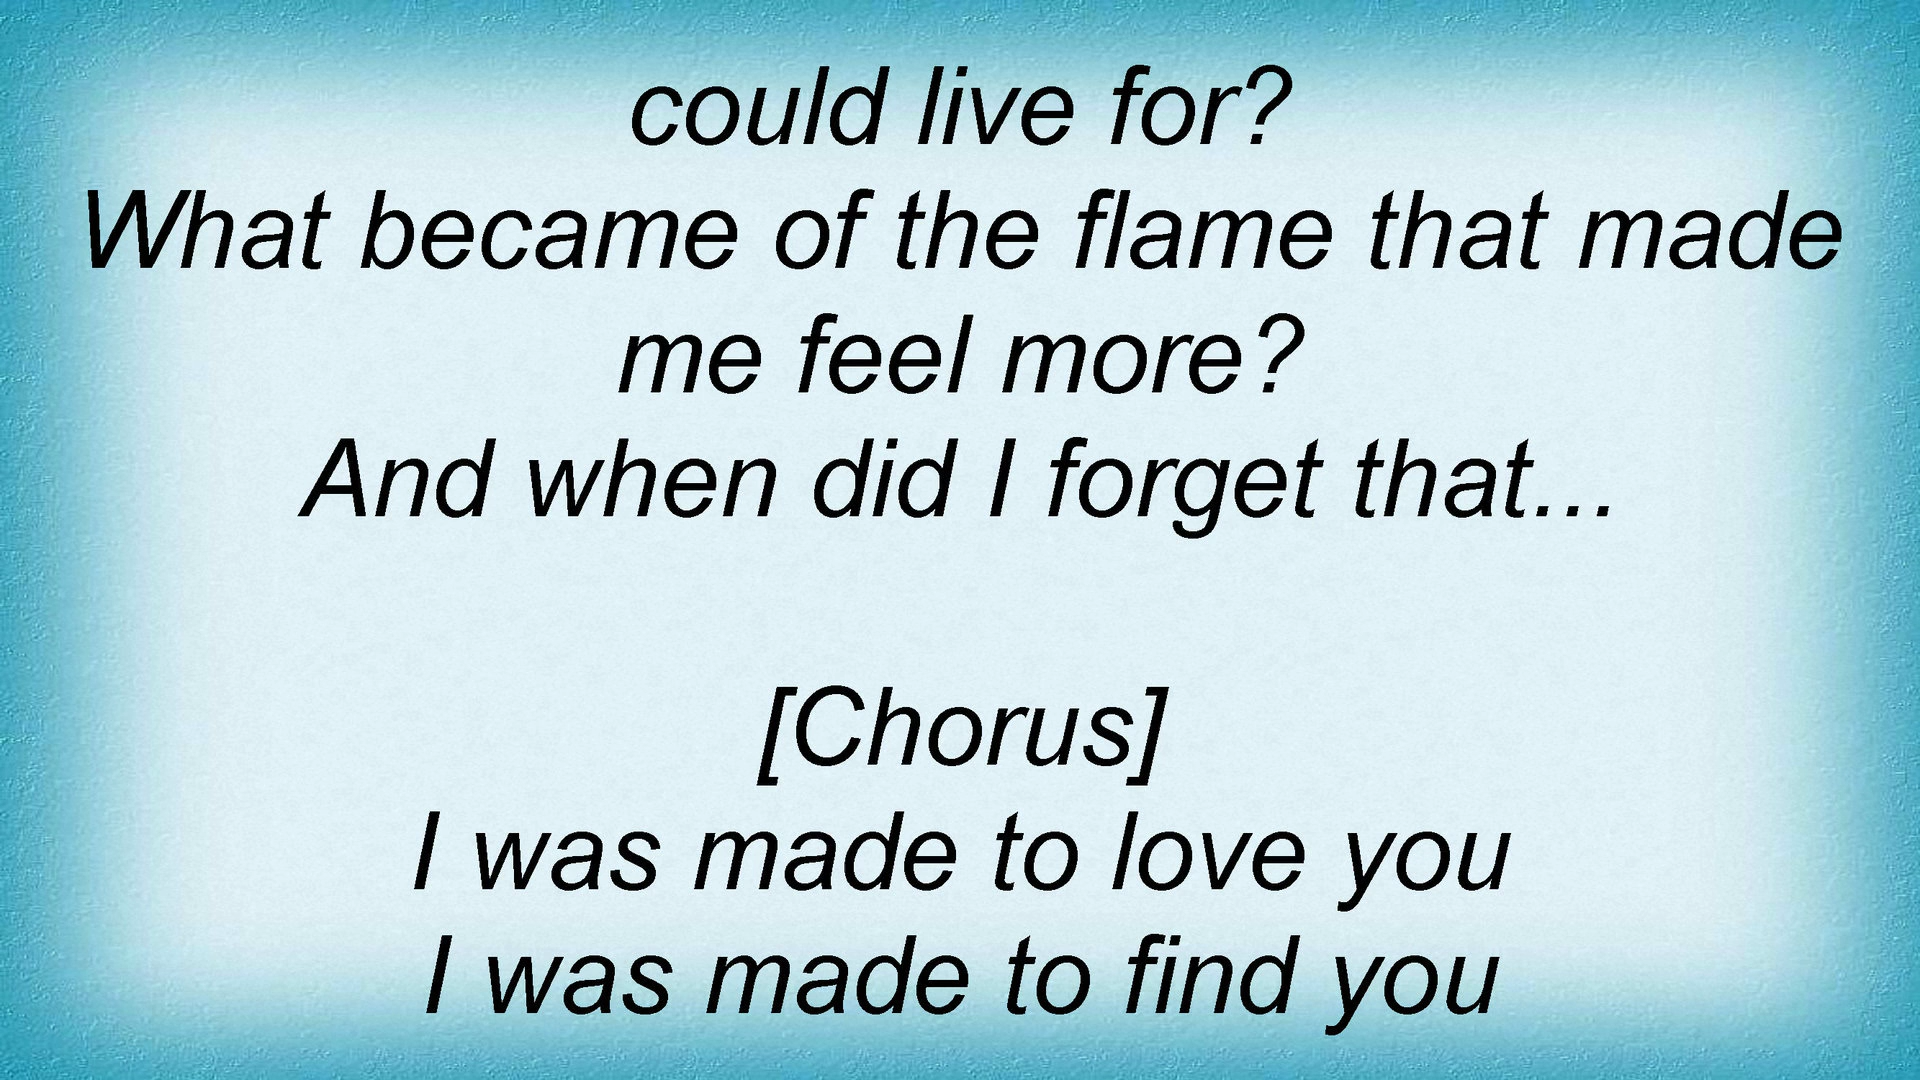 could live for?
What became of the flame that made
me feel more?
And when did I forget that...
[Chorus]
I was made to love you
I was made to find you